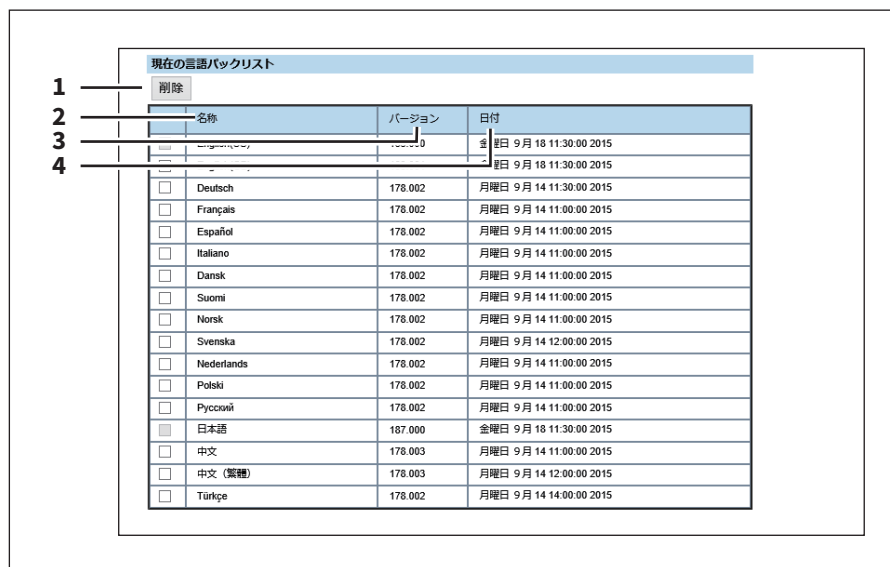 現在の言語パックリスト
1 削除
2 名称 バージョン 日付
3
金曜日 9月 18 11:30:00 2015
4 9月 18 11:30:00 2015
Deutsch 178.002 月曜日 9月 14 11:30:00 2015
Français 178.002 月曜日 9月 14 11:00:00 2015
Español 178.002 月曜日 9月 14 11:00:00 2015
Italiano 178.002 月曜日 9月 14 11:00:00 2015
Dansk 178.002 月曜日 9月 14 11:00:00 2015
Suomi 178.002 月曜日 9月 14 11:00:00 2015
Norsk 178.002 月曜日 9月 14 11:00:00 2015
Svenska 178.002 月曜日 9月 14 12:00:00 2015
Nederlands 178.002 月曜日 9月 14 11:00:00 2015
Polski 178.002 月曜日 9月 14 11:00:00 2015
Русский 178.002 月曜日 9月 14 11:00:00 2015
日本語 187.000 金曜日 9月 18 11:30:00 2015
中文 178.003 月曜日 9月 14 11:00:00 2015
中文（繁體） 178.003 月曜日 9月 14 12:00:00 2015
Türkçe 178.002 月曜日 9月 14 14:00:00 2015